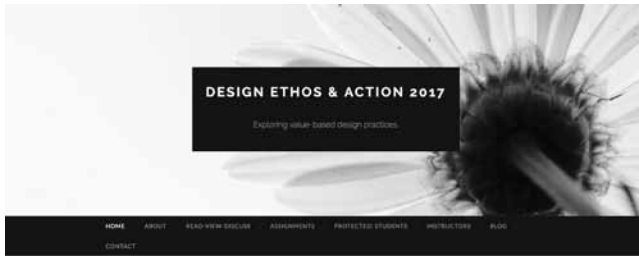 DESIGN ETHOS & ACTION 2017
Exploring value-based design practices.
HOME ABOUT READ-VIEW-DISCUSS ASSIGNMENTS PROTECTED: STUDENTS INSTRUCTORS BLOG
CONTACT